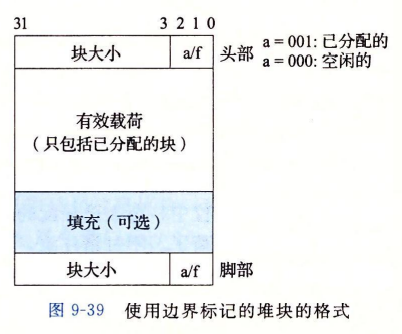 31 3 2 1 0
块大小 a/f 头部 a = 001: 已分配的
a = 000: 空闲的
有效载荷
（只包括已分配的块）
填充（可选）
块大小 a/f 脚部
图 9-39 使用边界标记的堆块的格式